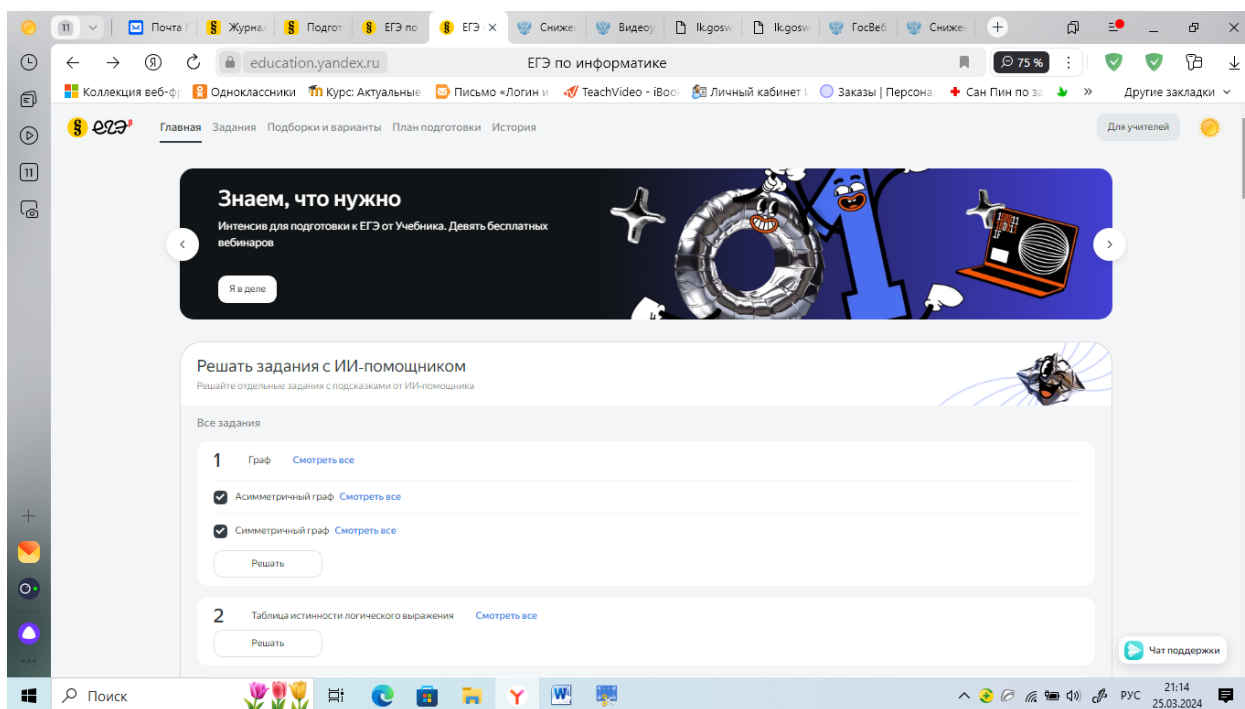 11
Почта
Журнал
Подгот
ЕГЭ по
ЕГЭ
Сниже
Видеоу
lk.gosw
lk.gosw
ГосВеб
Сниже
education.yandex.ru
ЕГЭ по информатике
75 %
Коллекция веб-ф
Одноклассники
Курс: Актуальные
Письмо «Логин и
TeachVideo - iBoo
Личный кабинет
Заказы | Персона
Сан Пин по за
»
Другие закладки
11
§ ЕГЭ β
Главная Задания Подборки и варианты План подготовки История
Для учителей
Знаем, что нужно
Интенсив для подготовки к ЕГЭ от Учебника. Девять бесплатных
вебинаров
Я в деле
Решать задания с ИИ-помощником
Решайте отдельные задания с подсказками от ИИ-помощника
Все задания
1 Граф Смотреть все
Асимметричный граф Смотреть все
Симметричный граф Смотреть все
Решать
2 Таблица истинности логического выражения Смотреть все
Решать
Чат поддержки
Поиск
РУС
21:14
25.03.2024